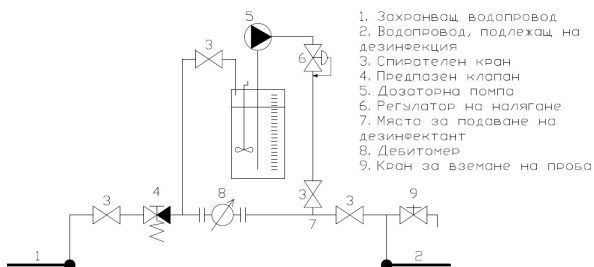 1. Захранващ водопровод
2. Водопровод, подлежащ на
дезинфекция
3. Спирателен кран
4. Предпазен клапан
5. Дозаторна помпа
6. Регулатор на налягане
7. Място за подаване на
дезинфектант
8. Дебитомер
9. Кран за вземане на проба
5
3
6
4
8
3
3
3
9
7
1
2